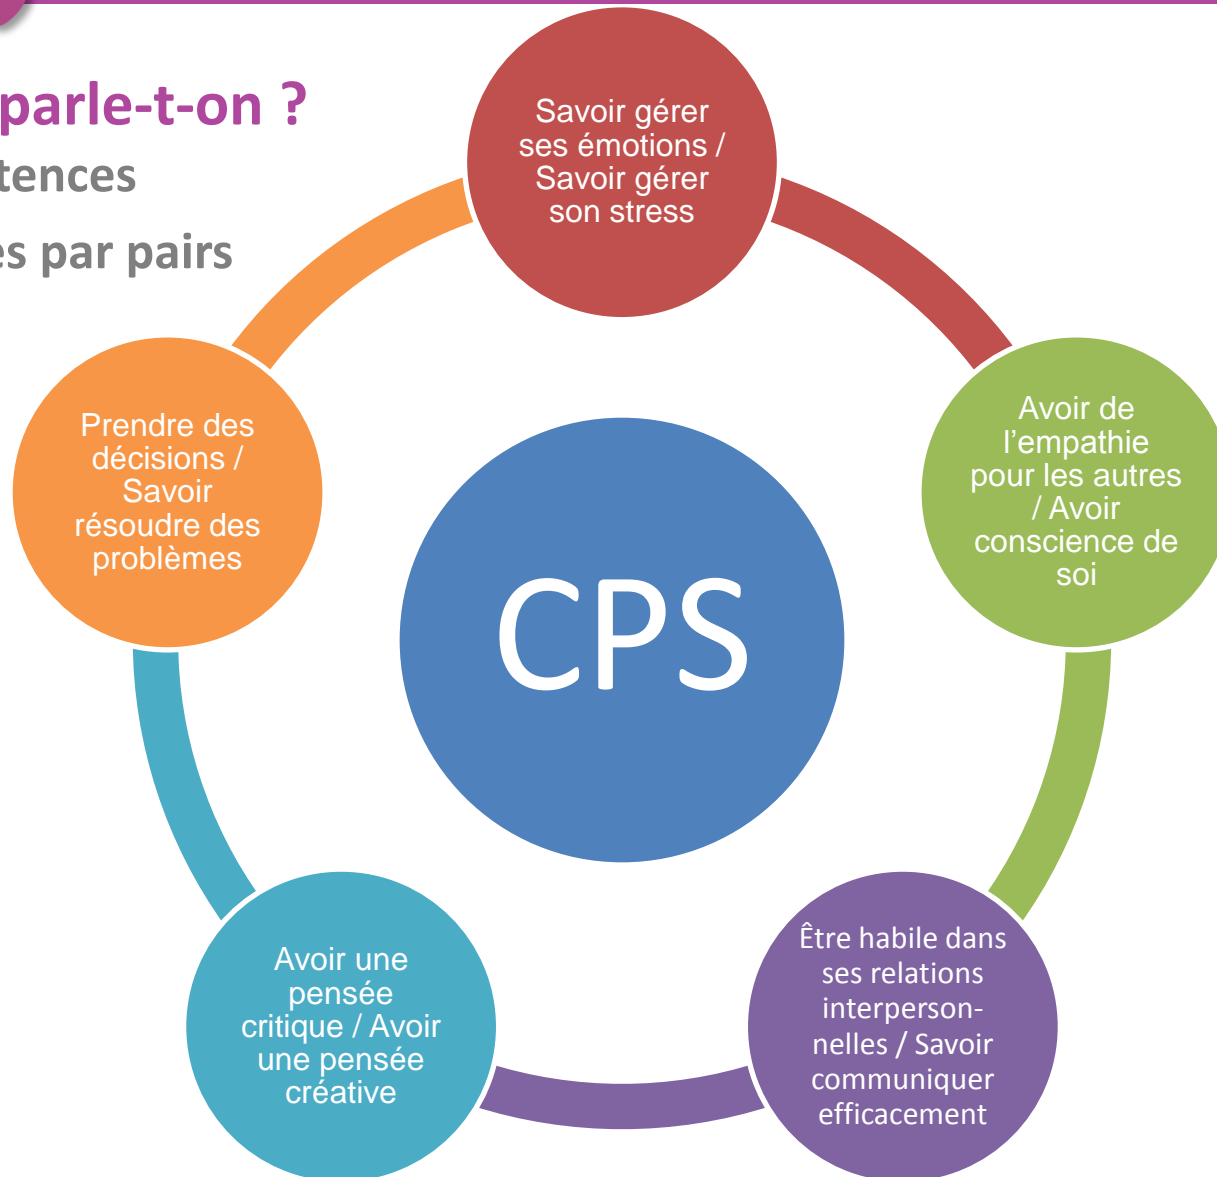 parle-t-on ?
tences
es par pairs
Savoir gérer
ses émotions /
Savoir gérer
son stress
Prendre des
décisions /
Savoir
résoudre des
problèmes
Avoir de
l’empathie
pour les autres
/ Avoir
conscience de
soi
CPS
Avoir une
pensée
critique / Avoir
une pensée
créative
Être habile dans
ses relations
interperson-
nelles / Savoir
communiquer
efficacement